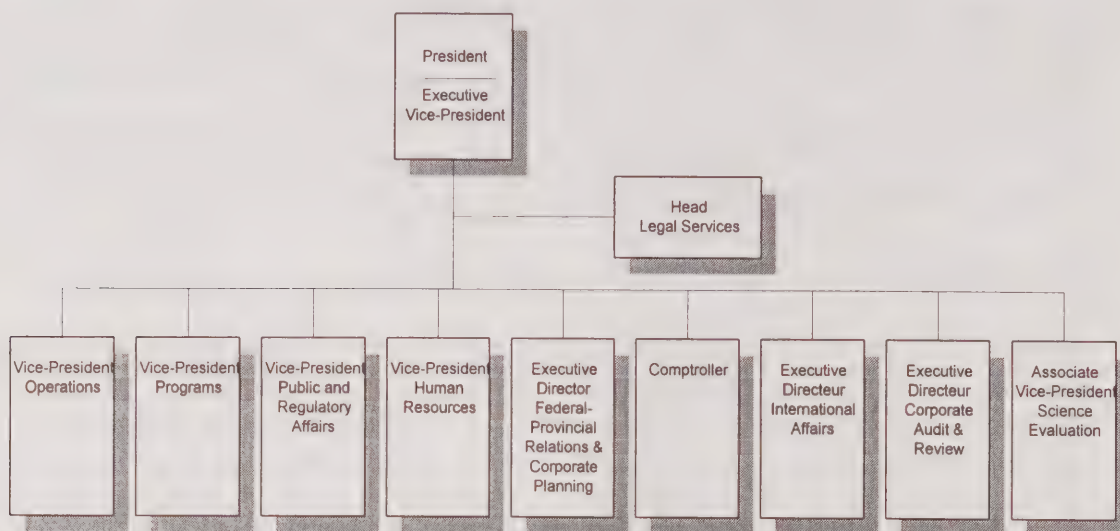 President
Executive
Vice-President
Head
Legal Services
Vice-President
Operations
Vice-President
Programs
Vice-President
Public and
Regulatory
Affairs
Vice-President
Human
Resources
Executive
Director
Federal-
Provincial
Relations &
Corporate
Planning
Comptroller
Executive
Directeur
International
Affairs
Executive
Directeur
Corporate
Audit &
Review
Associate
Vice-President
Science
Evaluation